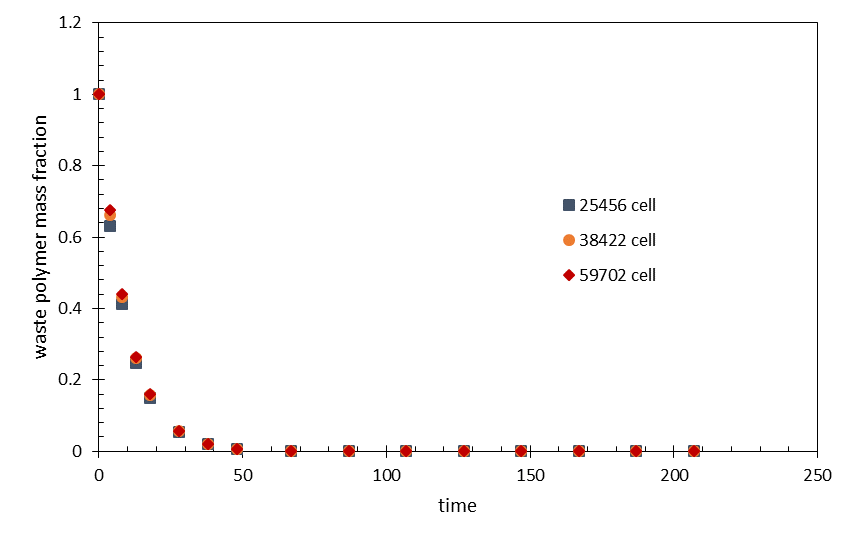 1.2
1
0.8
0.6
0.4
0.2
0
waste polymer mass fraction
25456 cell
38422 cell
59702 cell
0 50 100 150 200 250
time